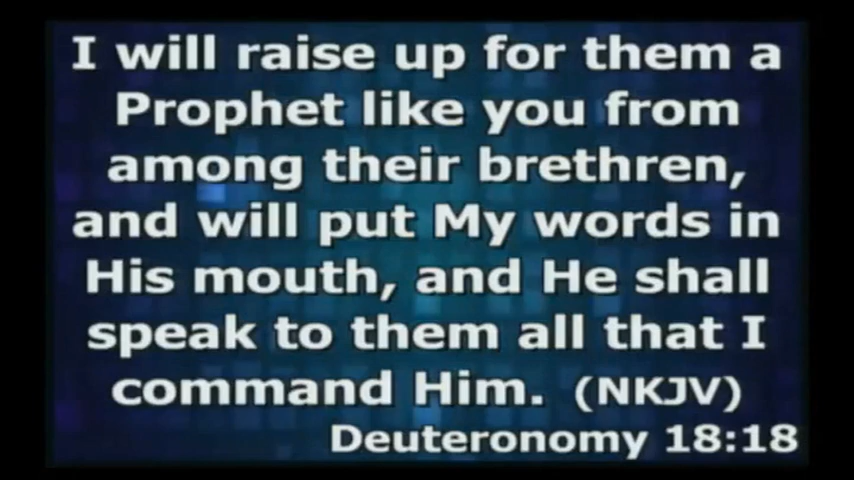 I will raise up for them a
Prophet like you from
among their brethren,
and will put My words in
His mouth, and He shall
speak to them all that I
command Him. (NKJV)
Deuteronomy 18:18